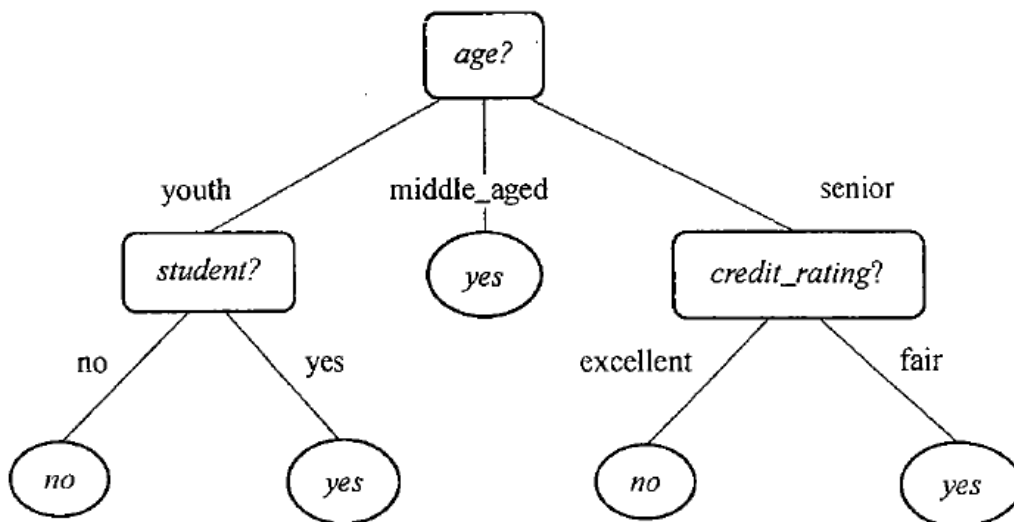 age?
youth
middle_aged
senior
student?
yes
credit_rating?
no
yes
excellent
fair
no
yes
no
yes